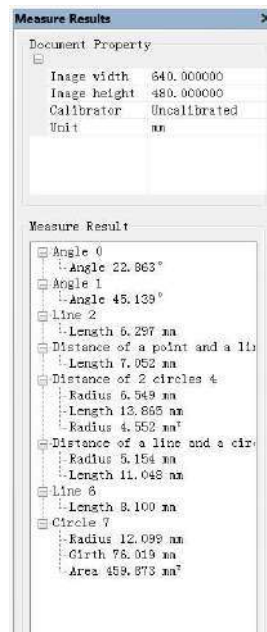 Measure Results
Document Property
Image width 640.000000
Image height 480.000000
Calibrator Uncalibrated
Unit mm
Measure Result
Angle 0
Angle 22.863°
Angle 1
Angle 45.139°
Line 2
Length 6.297 mm
Distance of a point and a li
Length 7.052 mm
Distance of 2 circles 4
Radius 6.549 mm
Length 13.865 mm
Radius 4.552 mm²
Distance of a line and a cir
Radius 5.154 mm
Length 11.048 mm
Line 6
Length 8.100 mm
Circle 7
Radius 12.099 mm
Girth 76.019 mm
Area 459.873 mm²